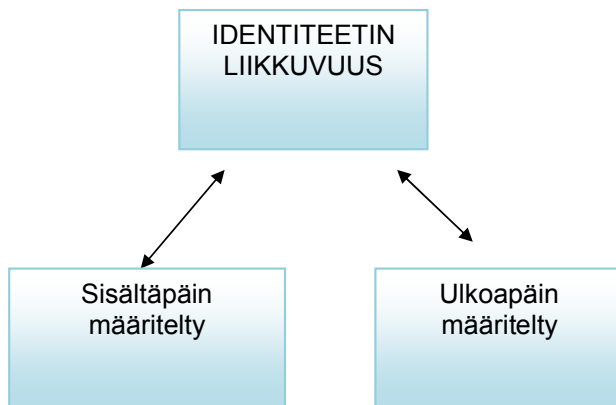 IDENTITEETIN
LIIKKUVUUS
Sisältäpäin
määritelty
Ulkoapäin
määritelty